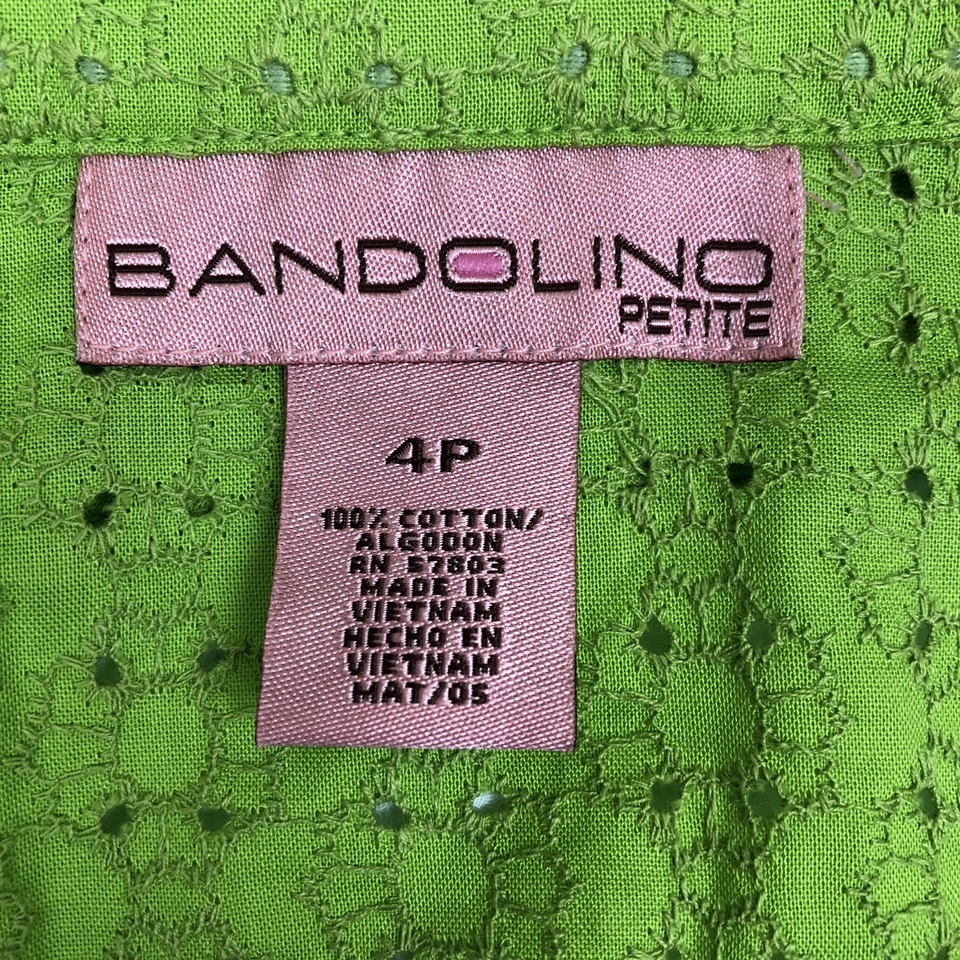 BANDOLINO
PETITE
4P
100% COTTON/
ALGODON
RN 57803
MADE IN
VIETNAM
HECHO EN
VIETNAM
MAT/05